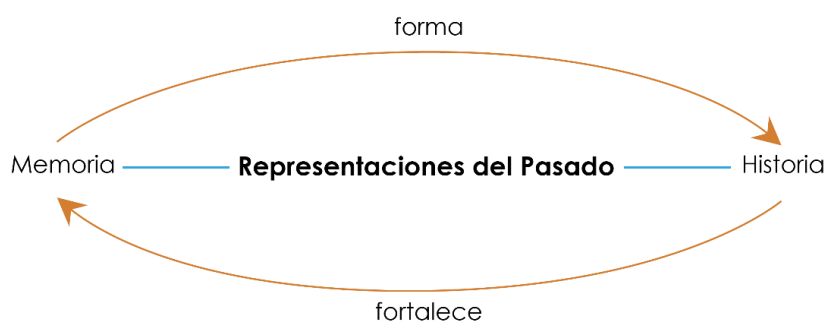 forma
Memoria
Representaciones del Pasado
Historia
fortalece